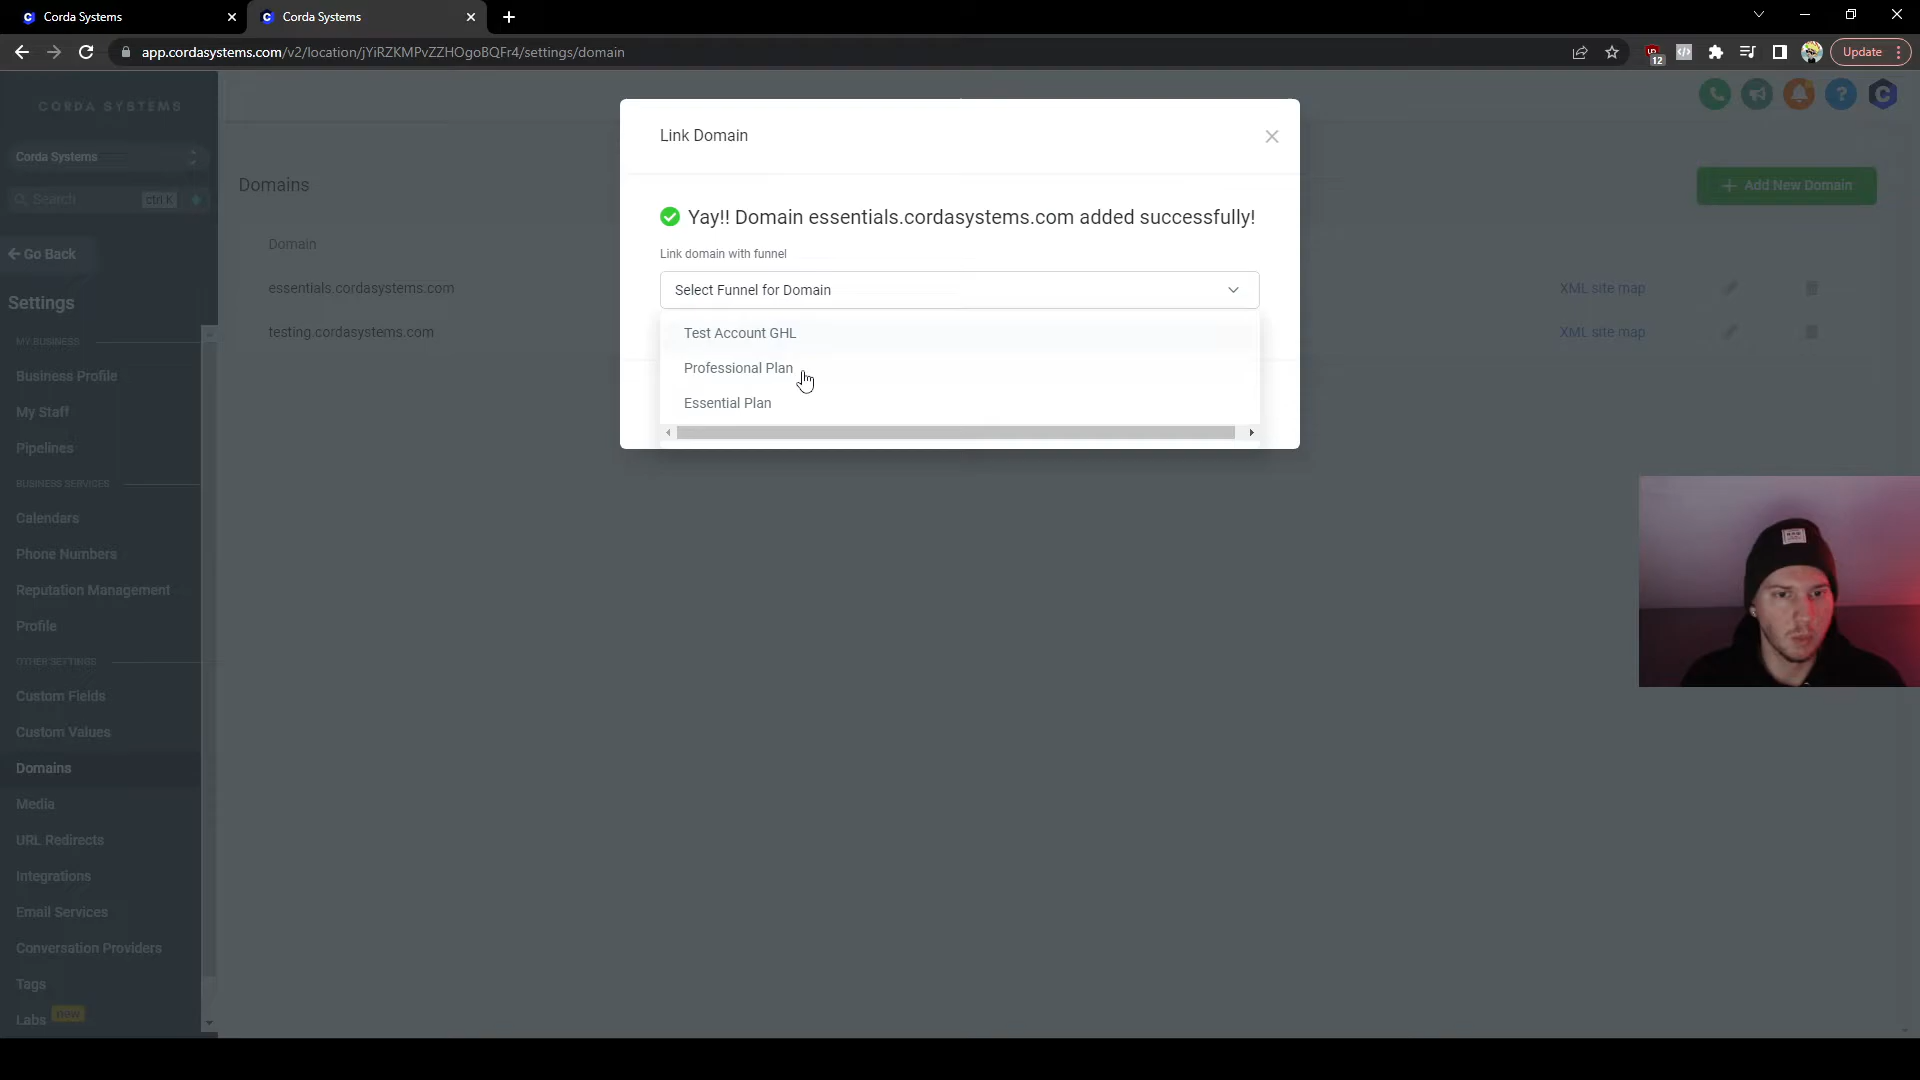 Corda Systems
Corda Systems
app.cordasystems.com/v2/location/jYiRZKMPvZZHOgoBQFr4/settings/domain
12
Update
CORDA SYSTEMS
Corda Systems
Search
ctrl K
Go Back
Settings
MY BUSINESS
Business Profile
My Staff
Pipelines
BUSINESS SERVICES
Calendars
Phone Numbers
Reputation Management
Profile
OTHER SETTINGS
Custom Fields
Custom Values
Domains
Media
URL Redirects
Integrations
Email Services
Conversation Providers
Tags
Labs new
Domains
+ Add New Domain
Domain
essentials.cordasystems.com
XML site map
testing.cordasystems.com
XML site map
Link Domain
Yay!! Domain essentials.cordasystems.com added successfully!
Link domain with funnel
Select Funnel for Domain
Test Account GHL
Professional Plan
Essential Plan